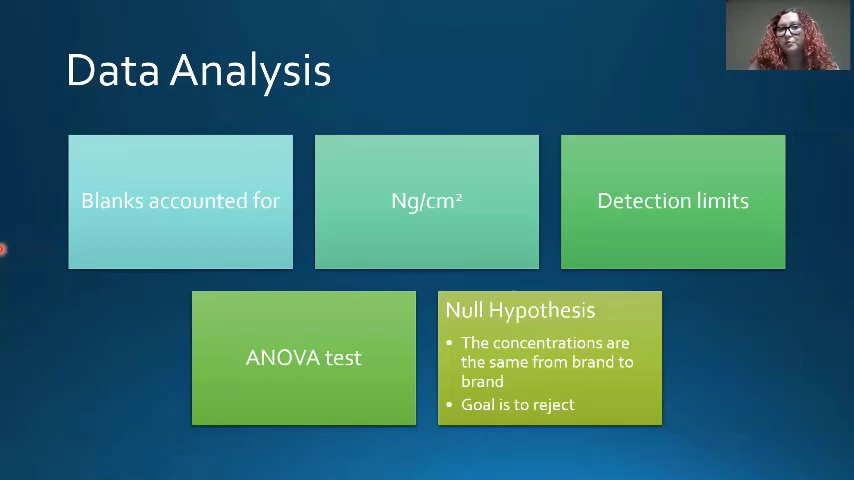 Data Analysis
Blanks accounted for
Ng/cm²
Detection limits
ANOVA test
Null Hypothesis
• The concentrations are
the same from brand to
brand
• Goal is to reject